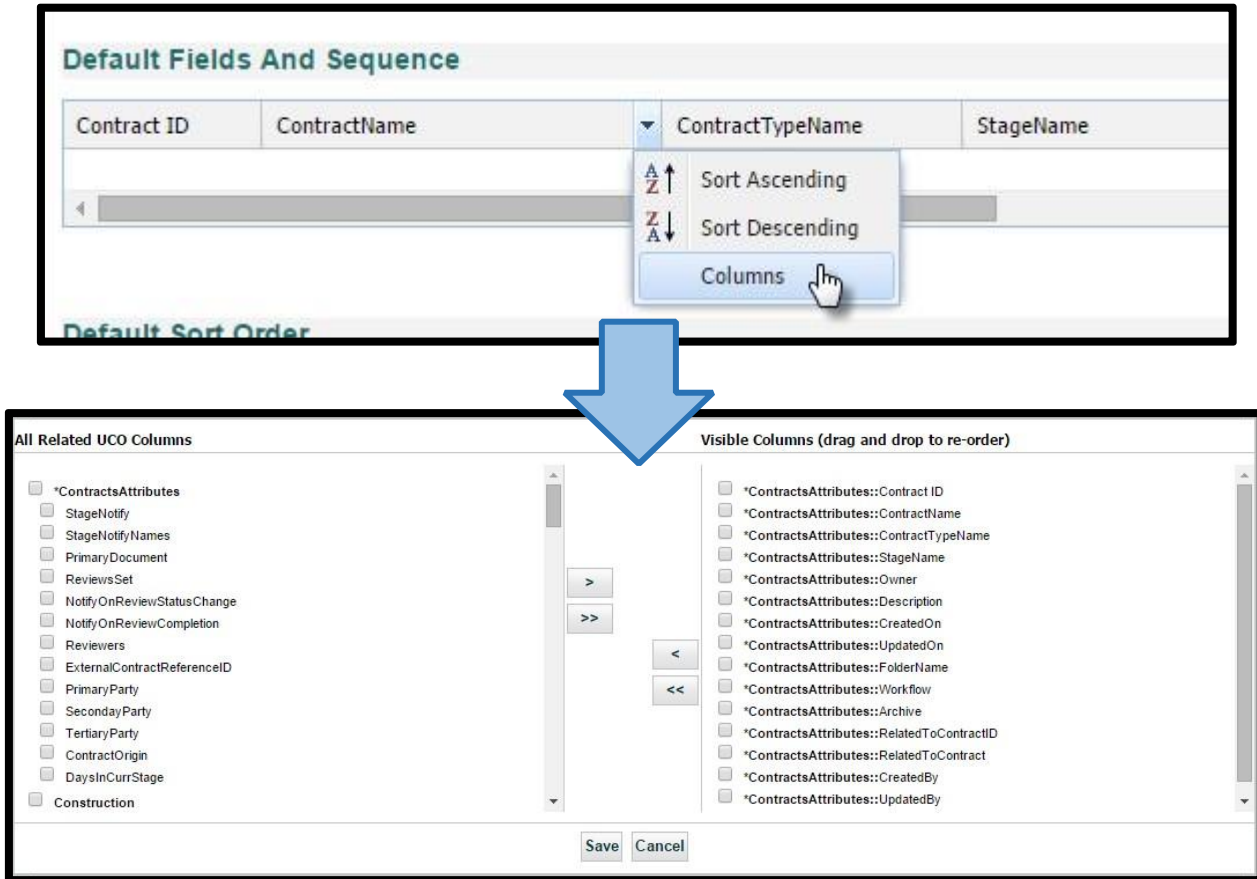 Default Fields And Sequence
Contract ID ContractName ContractTypeName StageName
Sort Ascending
Sort Descending
Columns
Default Sort Order
All Related UCO Columns
*ContractsAttributes
StageNotify
StageNotifyNames
PrimaryDocument
ReviewsSet
NotifyOnReviewStatusChange
NotifyOnReviewCompletion
Reviewers
ExternalContractReferenceID
PrimaryParty
SecondayParty
TertiaryParty
ContractOrigin
DaysInCurrStage
Construction
>
>>
<
<<
Visible Columns (drag and drop to re-order)
*ContractsAttributes::Contract ID
*ContractsAttributes::ContractName
*ContractsAttributes::ContractTypeName
*ContractsAttributes::StageName
*ContractsAttributes::Owner
*ContractsAttributes::Description
*ContractsAttributes::CreatedOn
*ContractsAttributes::UpdatedOn
*ContractsAttributes::FolderName
*ContractsAttributes::Workflow
*ContractsAttributes::Archive
*ContractsAttributes::RelatedToContractID
*ContractsAttributes::RelatedToContract
*ContractsAttributes::CreatedBy
*ContractsAttributes::UpdatedBy
Save Cancel